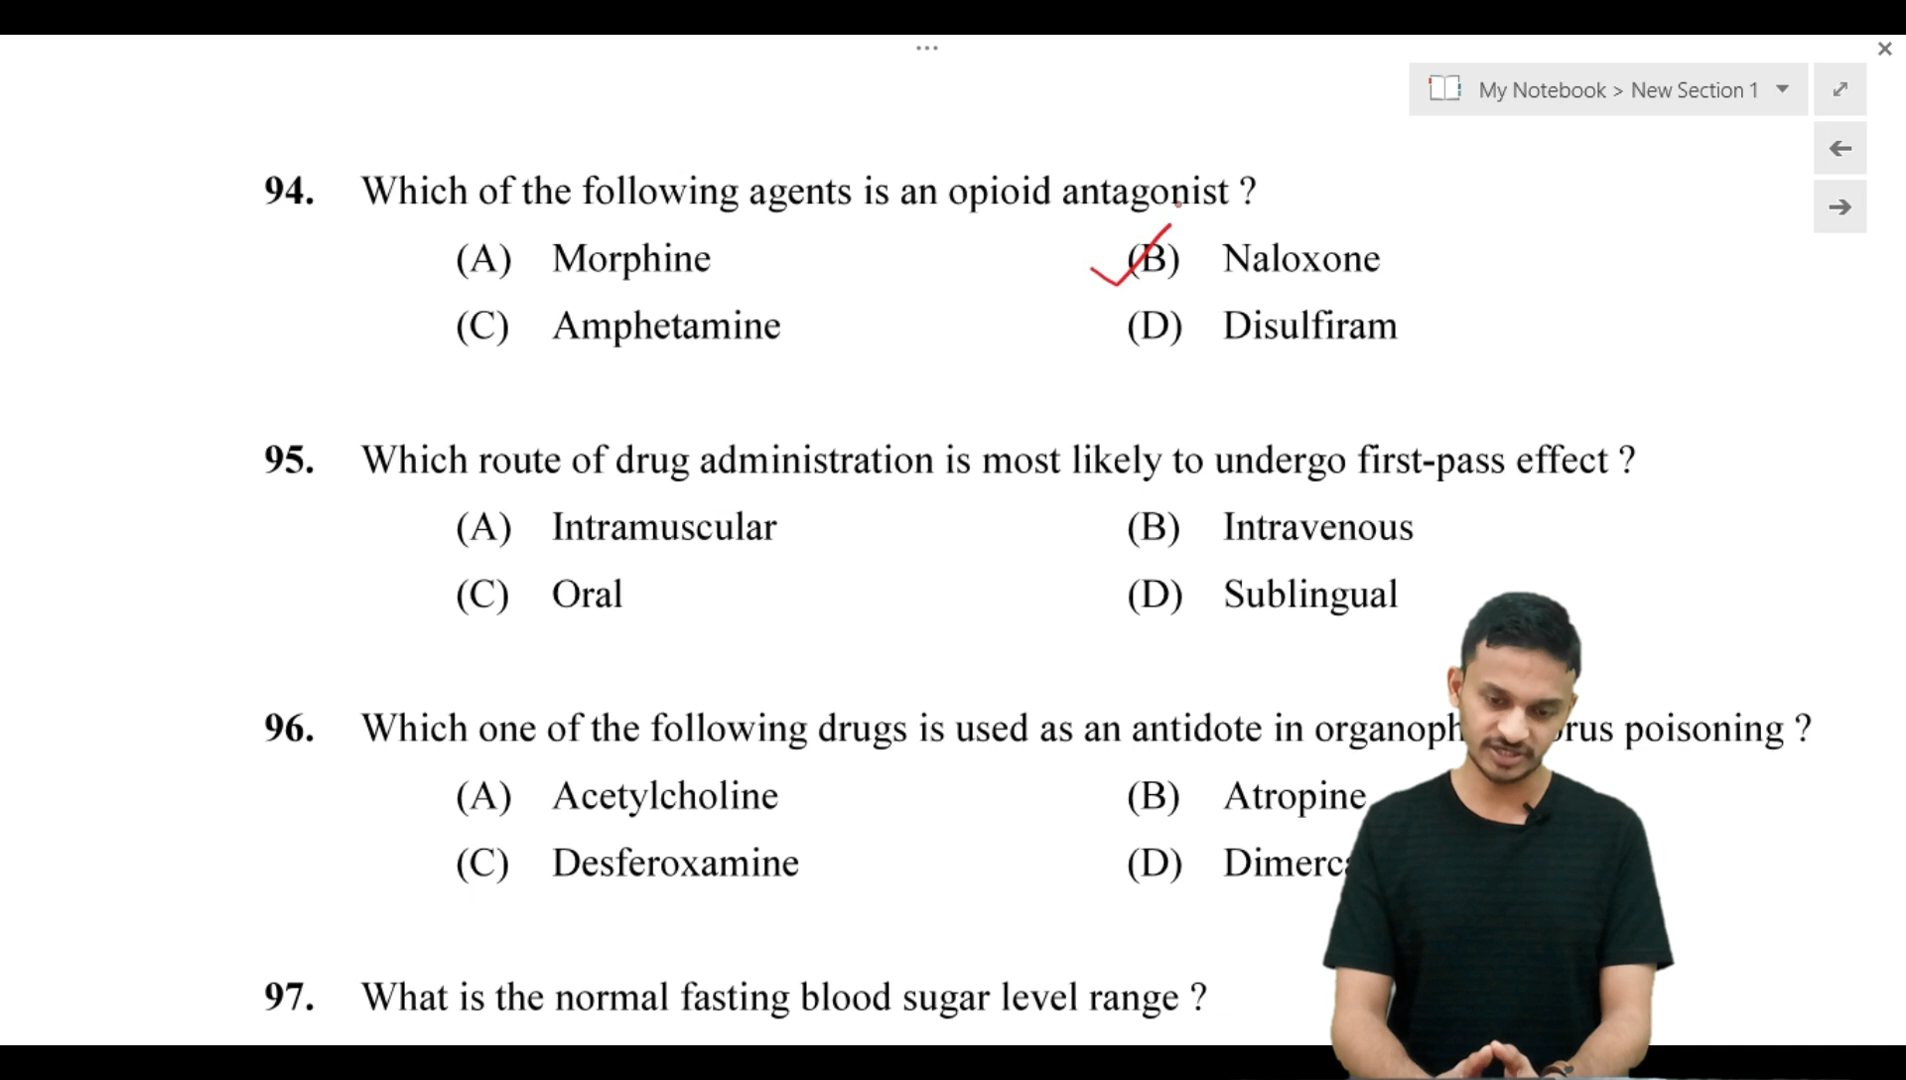 My Notebook > New Section 1
94. Which of the following agents is an opioid antagonist ?
(A) Morphine (B) Naloxone
(C) Amphetamine (D) Disulfiram
95. Which route of drug administration is most likely to undergo first-pass effect ?
(A) Intramuscular (B) Intravenous
(C) Oral (D) Sublingual
96. Which one of the following drugs is used as an antidote in poisoning ?
(A) Acetylcholine (B) Atropine
(C) Desferoxamine (D)
97. What is the normal fasting blood sugar level range ?